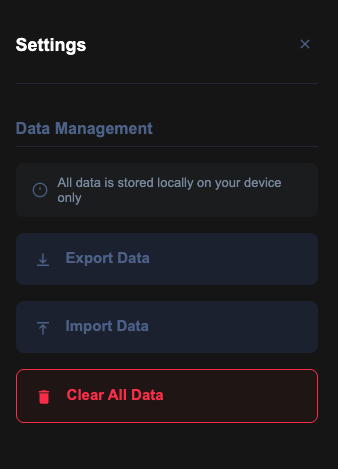 Settings
Data Management
All data is stored locally on your device
only
Export Data
Import Data
Clear All Data